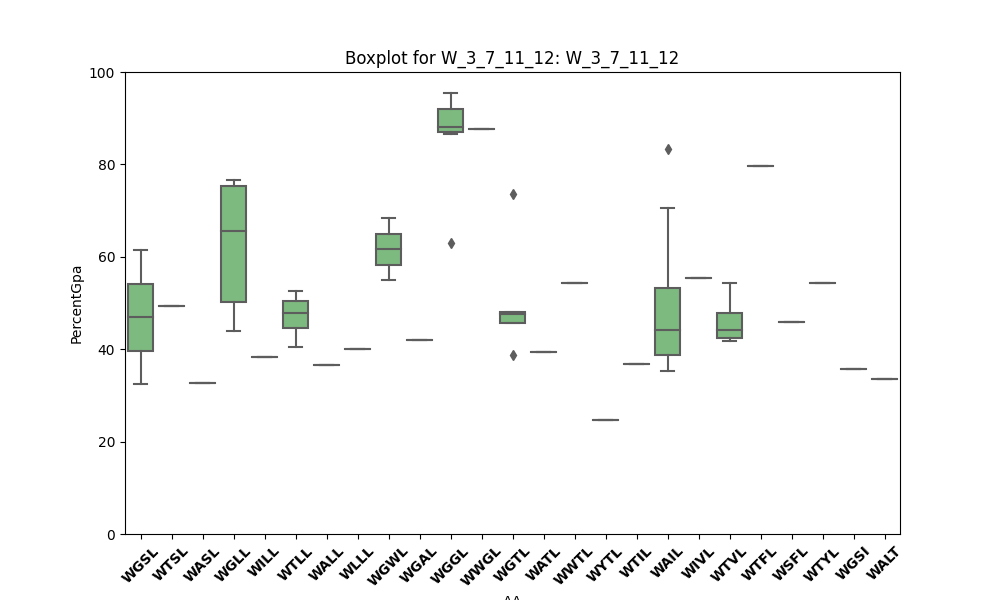 Boxplot for W_3_7_11_12: W_3_7_11_12
100
80
60
40
20
0
PercentGpa
WGSL WTSL WASL WGLL WILL WTLL WALL WLLL WGWL WGAL WGGL WWGL WGTL WATL WWTL WYTL WTIL WAIL WIVL WTVL WTFL WSFL WTYL WGSI WALT
AA